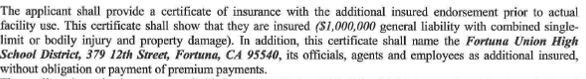 The applicant shall provide a certificate of insurance with the additional insured endorsement prior to actual
facility use. This certificate shall show that they are insured ($1,000,000 general liability with combined single-
limit or bodily injury and property damage). In addition, this certificate shall name the Fortuna Union High
School District, 379 12th Street, Fortuna, CA 95540, its officials, agents and employees as additional insured,
without obligation or payment of premium payments.